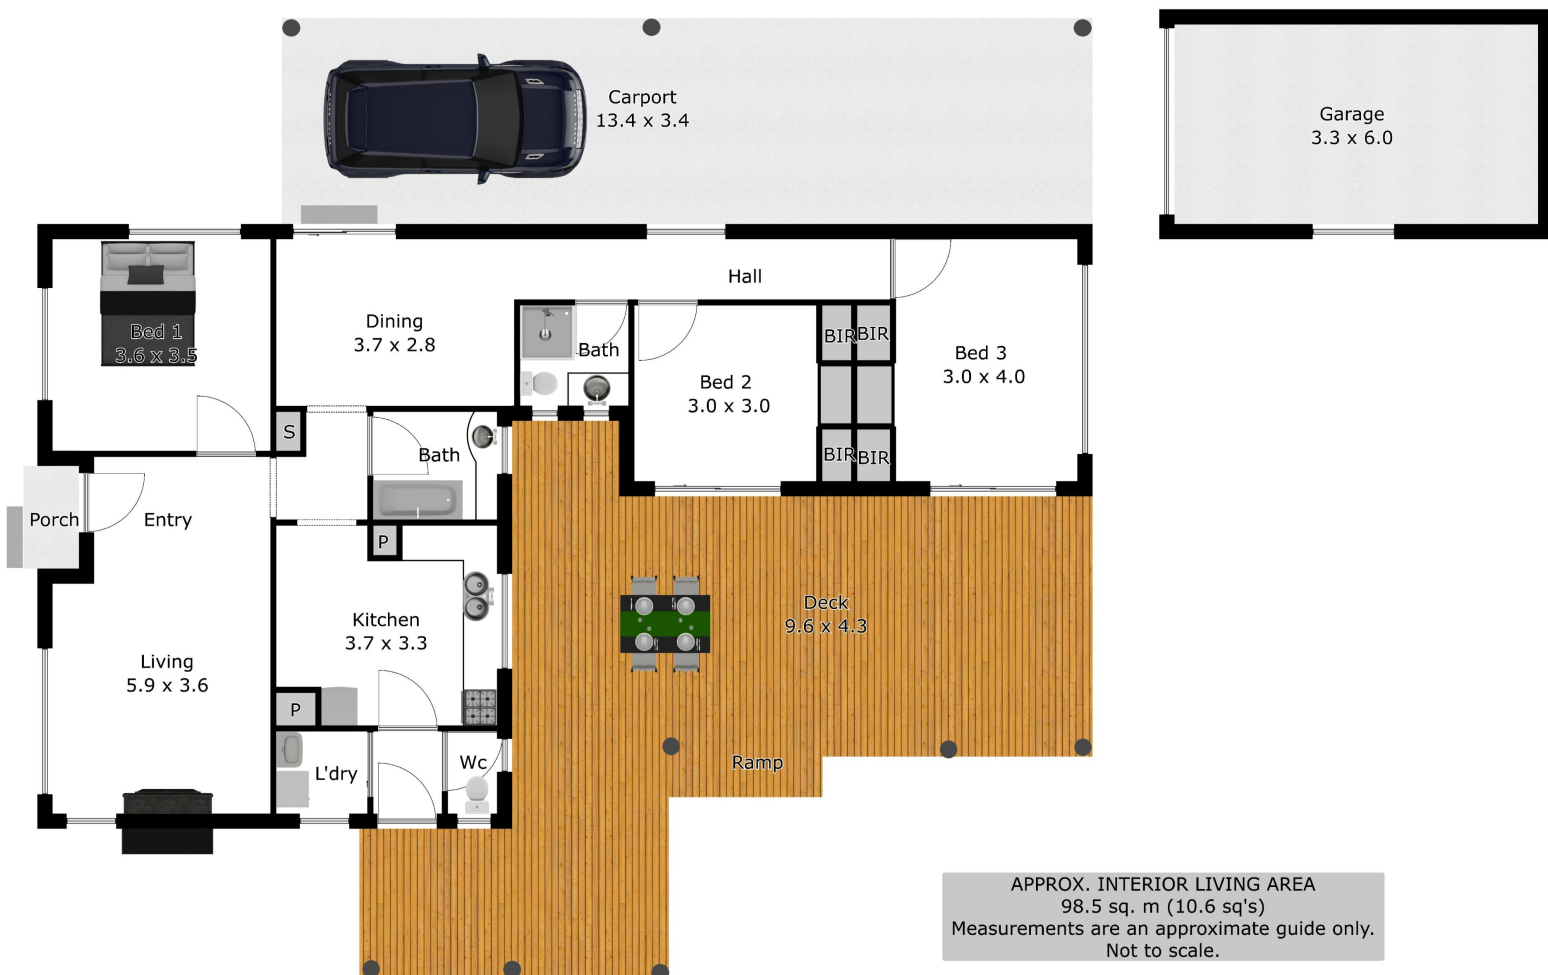 Carport
13.4 x 3.4
Garage
3.3 x 6.0
Hall
Bed 1
3.6 x 3.5
Dining
3.7 x 2.8
Bath
BIR
BIR
Bed 2
3.0 x 3.0
Bed 3
3.0 x 4.0
S
Bath
BIR
BIR
Porch
Entry
P
Kitchen
3.7 x 3.3
Deck
9.6 x 4.3
Living
5.9 x 3.6
P
L'dry
Wc
Ramp
APPROX. INTERIOR LIVING AREA
98.5 sq. m (10.6 sq's)
Measurements are an approximate guide only.
Not to scale.